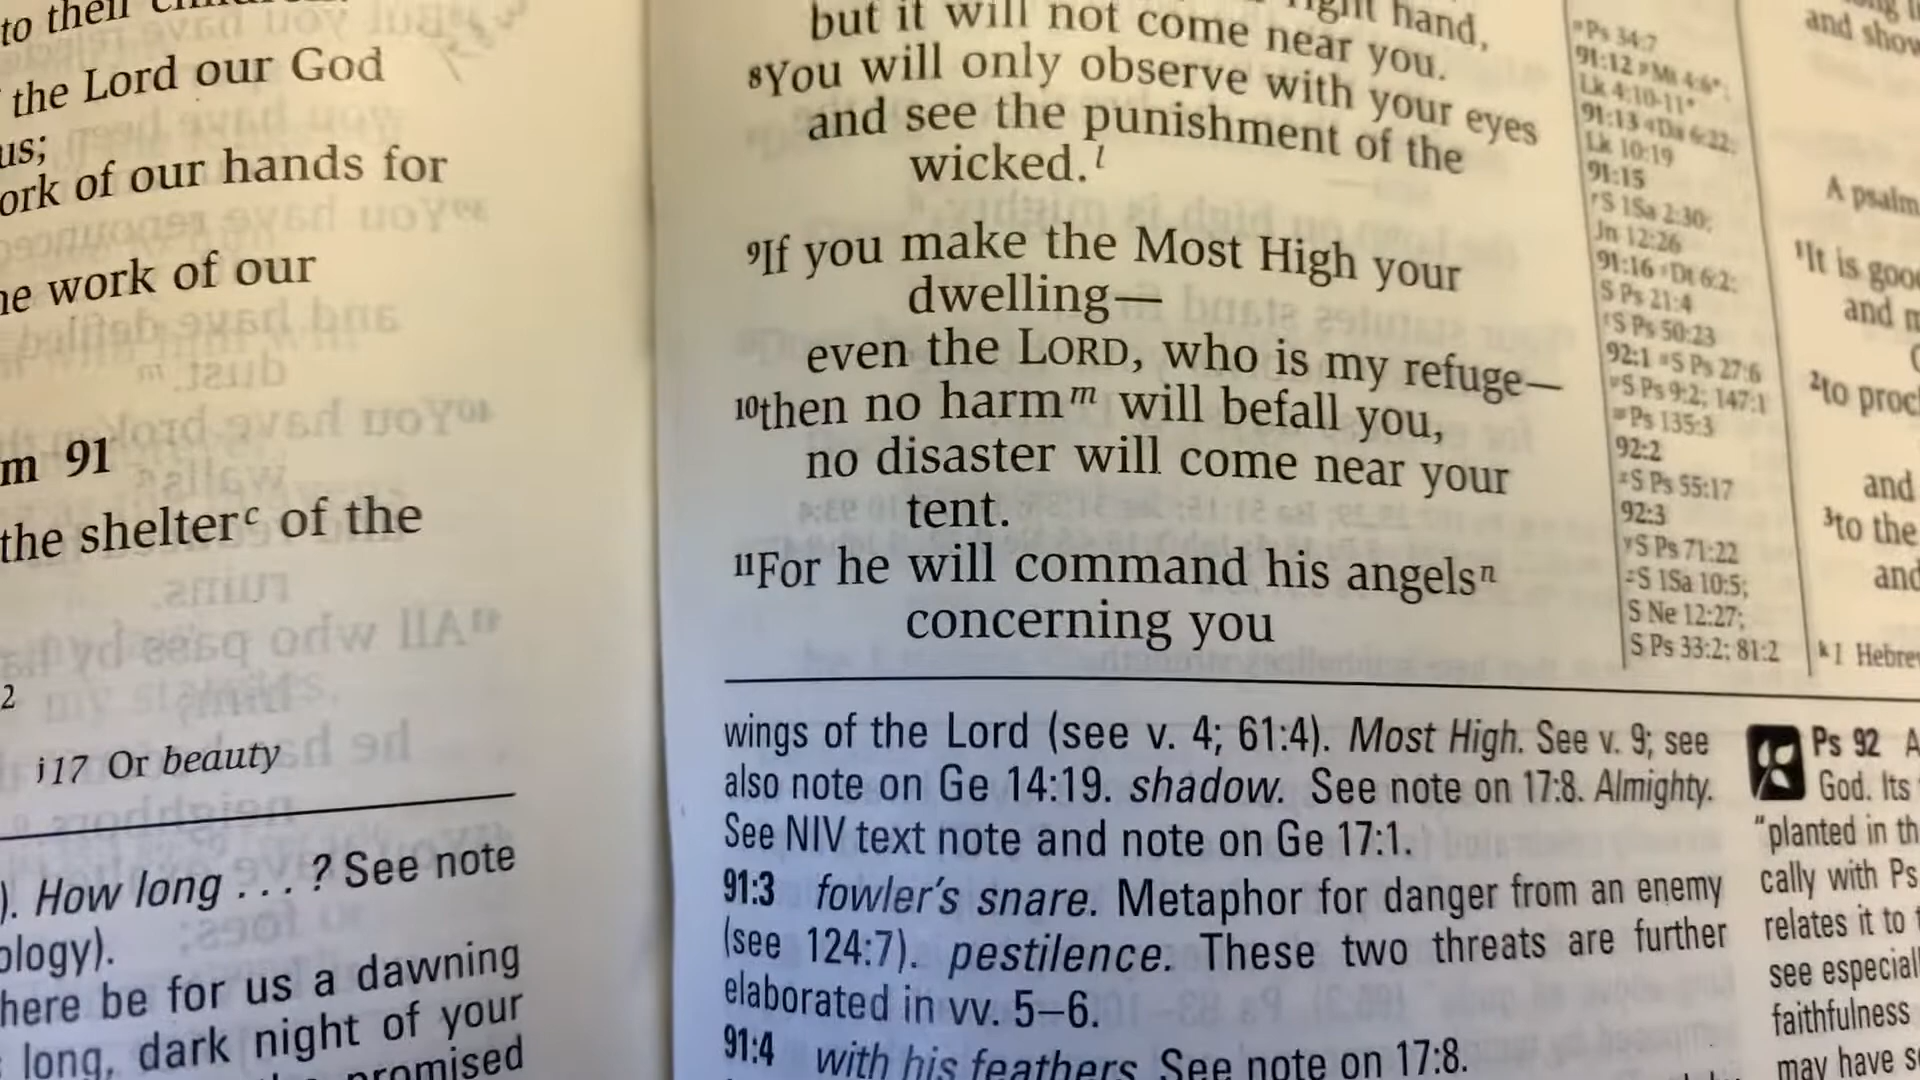 to their
the Lord our God
us;
ork of our hands for
he work of our
m 91
the shelterᶜ of the
2
j17 Or beauty
). How long . . . ? See note
ology).
here be for us a dawning
long, dark night of your
promised
right hand,
but it will not come near you.
⁸You will only observe with your eyes
and see the punishment of the
wicked.ˡ
⁹If you make the Most High your
dwelling—
even the LORD, who is my refuge—
¹⁰then no harmᵐ will befall you,
no disaster will come near your
tent.
¹¹For he will command his angelsⁿ
concerning you
Ps 34:7
91:12 Mt 4:6*;
Lk 4:10-11*
91:13 Da 6:22;
Lk 10:19
91:15
S 1Sa 2:30;
Jn 12:26
91:16 Dt 6:2;
S Ps 21:4
S Ps 50:23
92:1 S Ps 27:6
S Ps 9:2; 147:1
Ps 135:3
92:2
S Ps 55:17
92:3
S Ps 71:22
S 1Sa 10:5;
S Ne 12:27;
S Ps 33:2; 81:2
and show
A psalm
¹It is goo
and m
²to procl
and
³to the
and
k1 Hebre
wings of the Lord (see v. 4; 61:4). Most High. See v. 9; see
also note on Ge 14:19. shadow. See note on 17:8. Almighty.
See NIV text note and note on Ge 17:1.
91:3 fowler's snare. Metaphor for danger from an enemy
(see 124:7). pestilence. These two threats are further
elaborated in vv. 5–6.
91:4 with his feathers. See note on 17:8.
Ps 92 A
God. Its
"planted in th
cally with Ps
relates it to
see especial
faithfulness
may have s